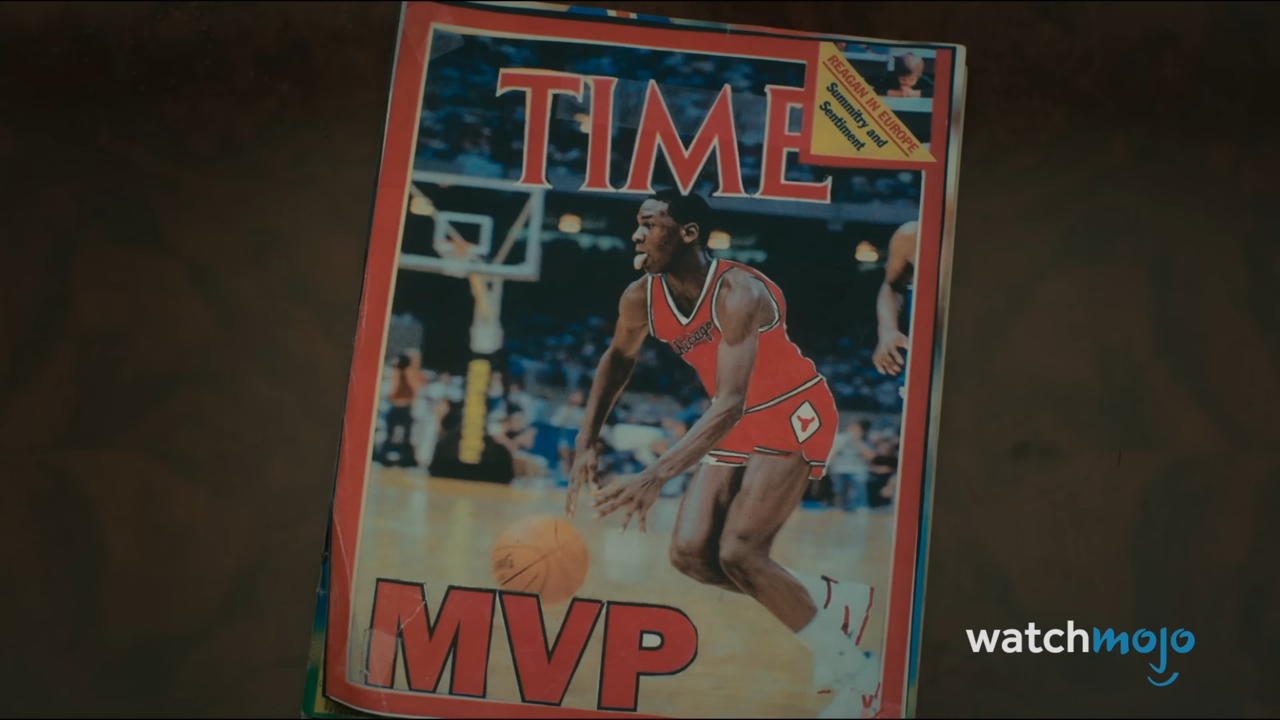 TIME
REAGAN IN EUROPE
Summitry and
Sentiment
Chicago
MVP
watchmojo